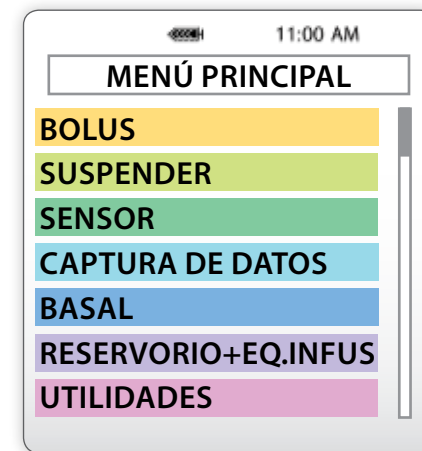 11:00 AM
MENÚ PRINCIPAL
BOLUS
SUSPENDER
SENSOR
CAPTURA DE DATOS
BASAL
RESERVORIO+EQ.INFUS
UTILIDADES